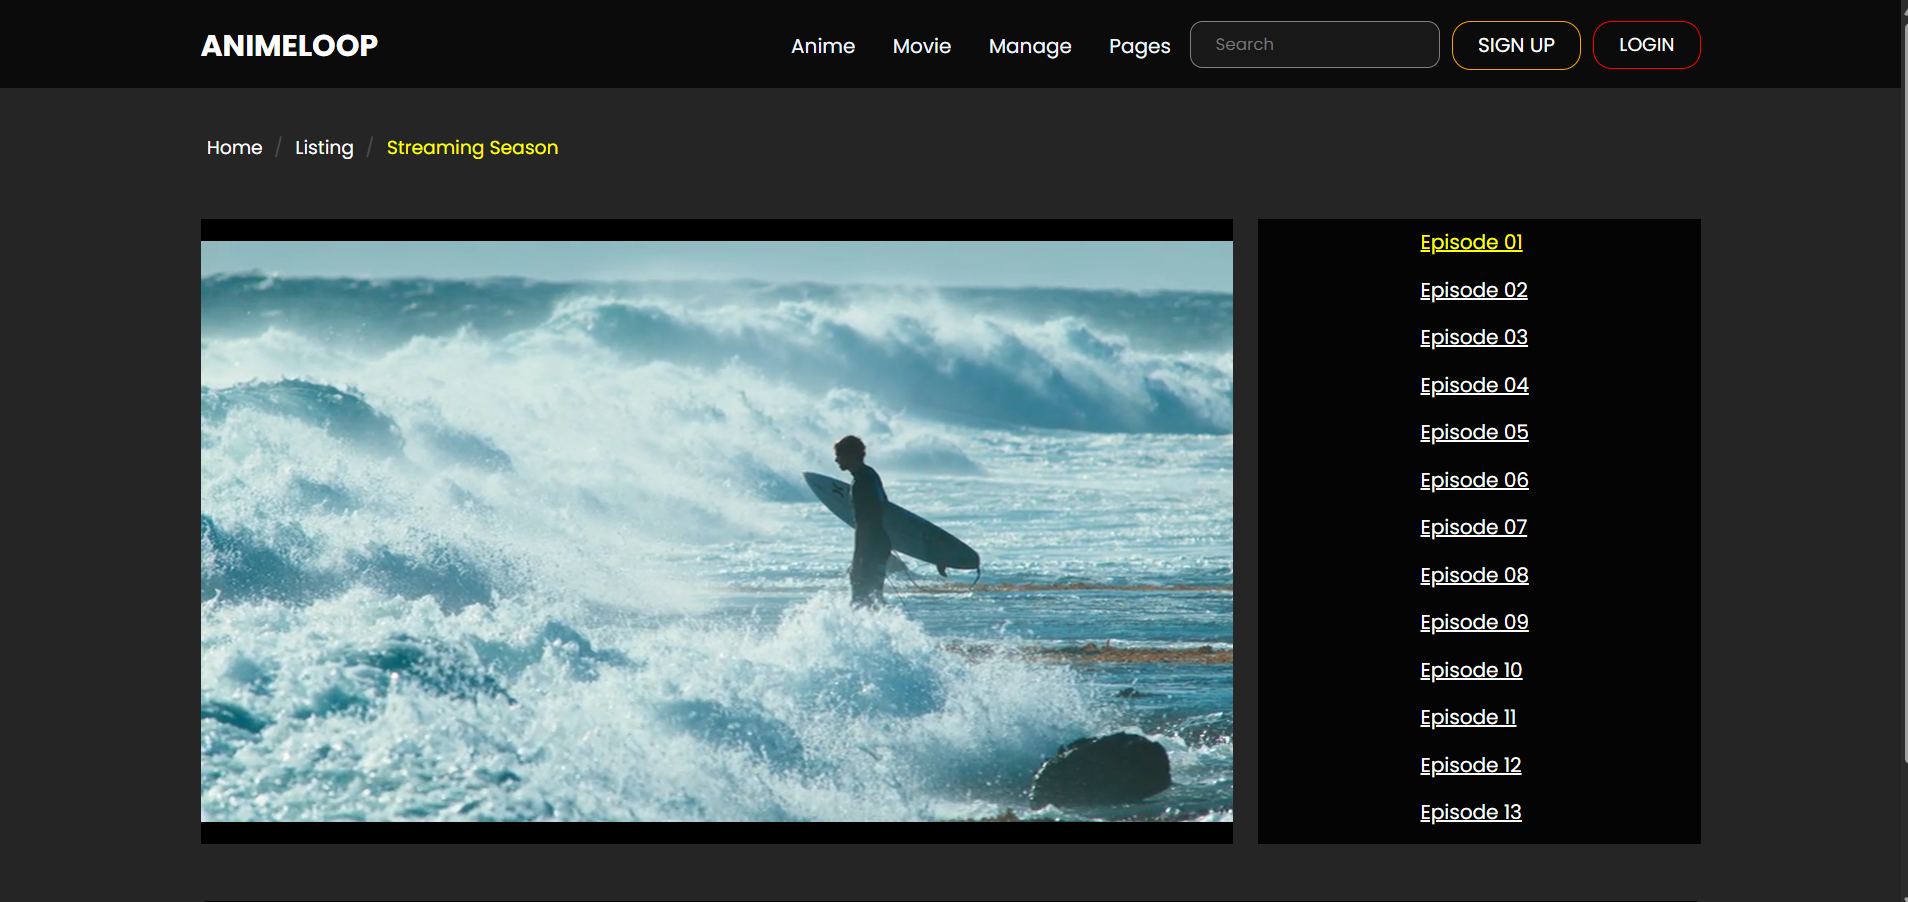 ANIMELOOP
Anime Movie Manage Pages Search SIGN UP LOGIN
Home / Listing / Streaming Season
Episode 01
Episode 02
Episode 03
Episode 04
Episode 05
Episode 06
Episode 07
Episode 08
Episode 09
Episode 10
Episode 11
Episode 12
Episode 13